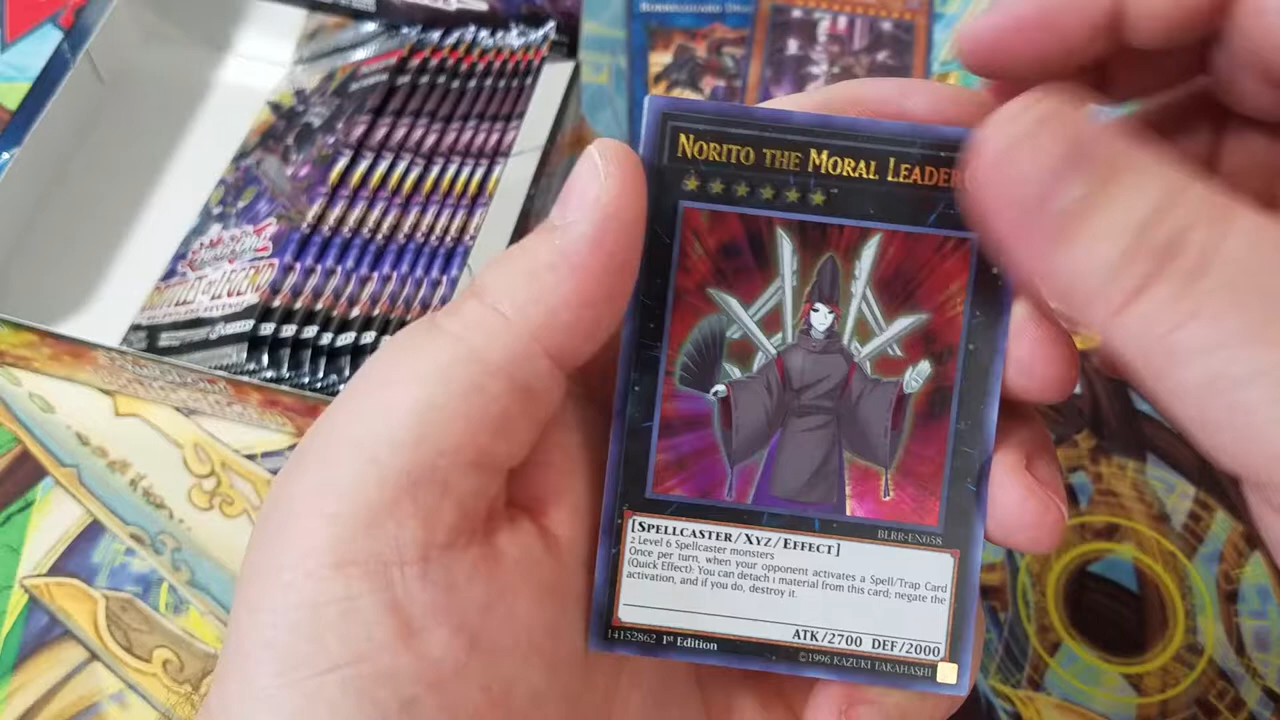 NORITO THE MORAL LEADER
BLRR-EN058
[SPELLCASTER/XYZ/EFFECT]
2 Level 6 Spellcaster monsters
Once per turn, when your opponent activates a Spell/Trap Card
(Quick Effect): You can detach 1 material from this card; negate the
activation, and if you do, destroy it.
ATK/2700 DEF/2000
14152862 1st Edition
©1996 KAZUKI TAKAHASHI
BATTLES OF LEGEND